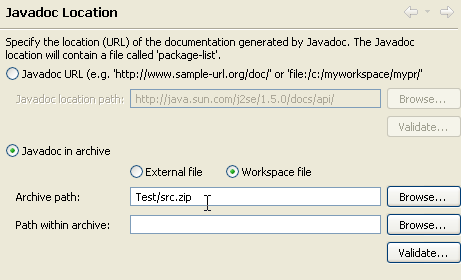 Javadoc Location
Specify the location (URL) of the documentation generated by Javadoc. The Javadoc
location will contain a file called 'package-list'.
Javadoc URL (e.g. 'http://www.sample-url.org/doc/' or 'file:/c:/myworkspace/mypr/'
Javadoc location path: http://java.sun.com/j2se/1.5.0/docs/api/ Browse...
Validate...
Javadoc in archive
External file Workspace file
Archive path: Test/src.zip Browse...
Path within archive: Browse...
Validate...